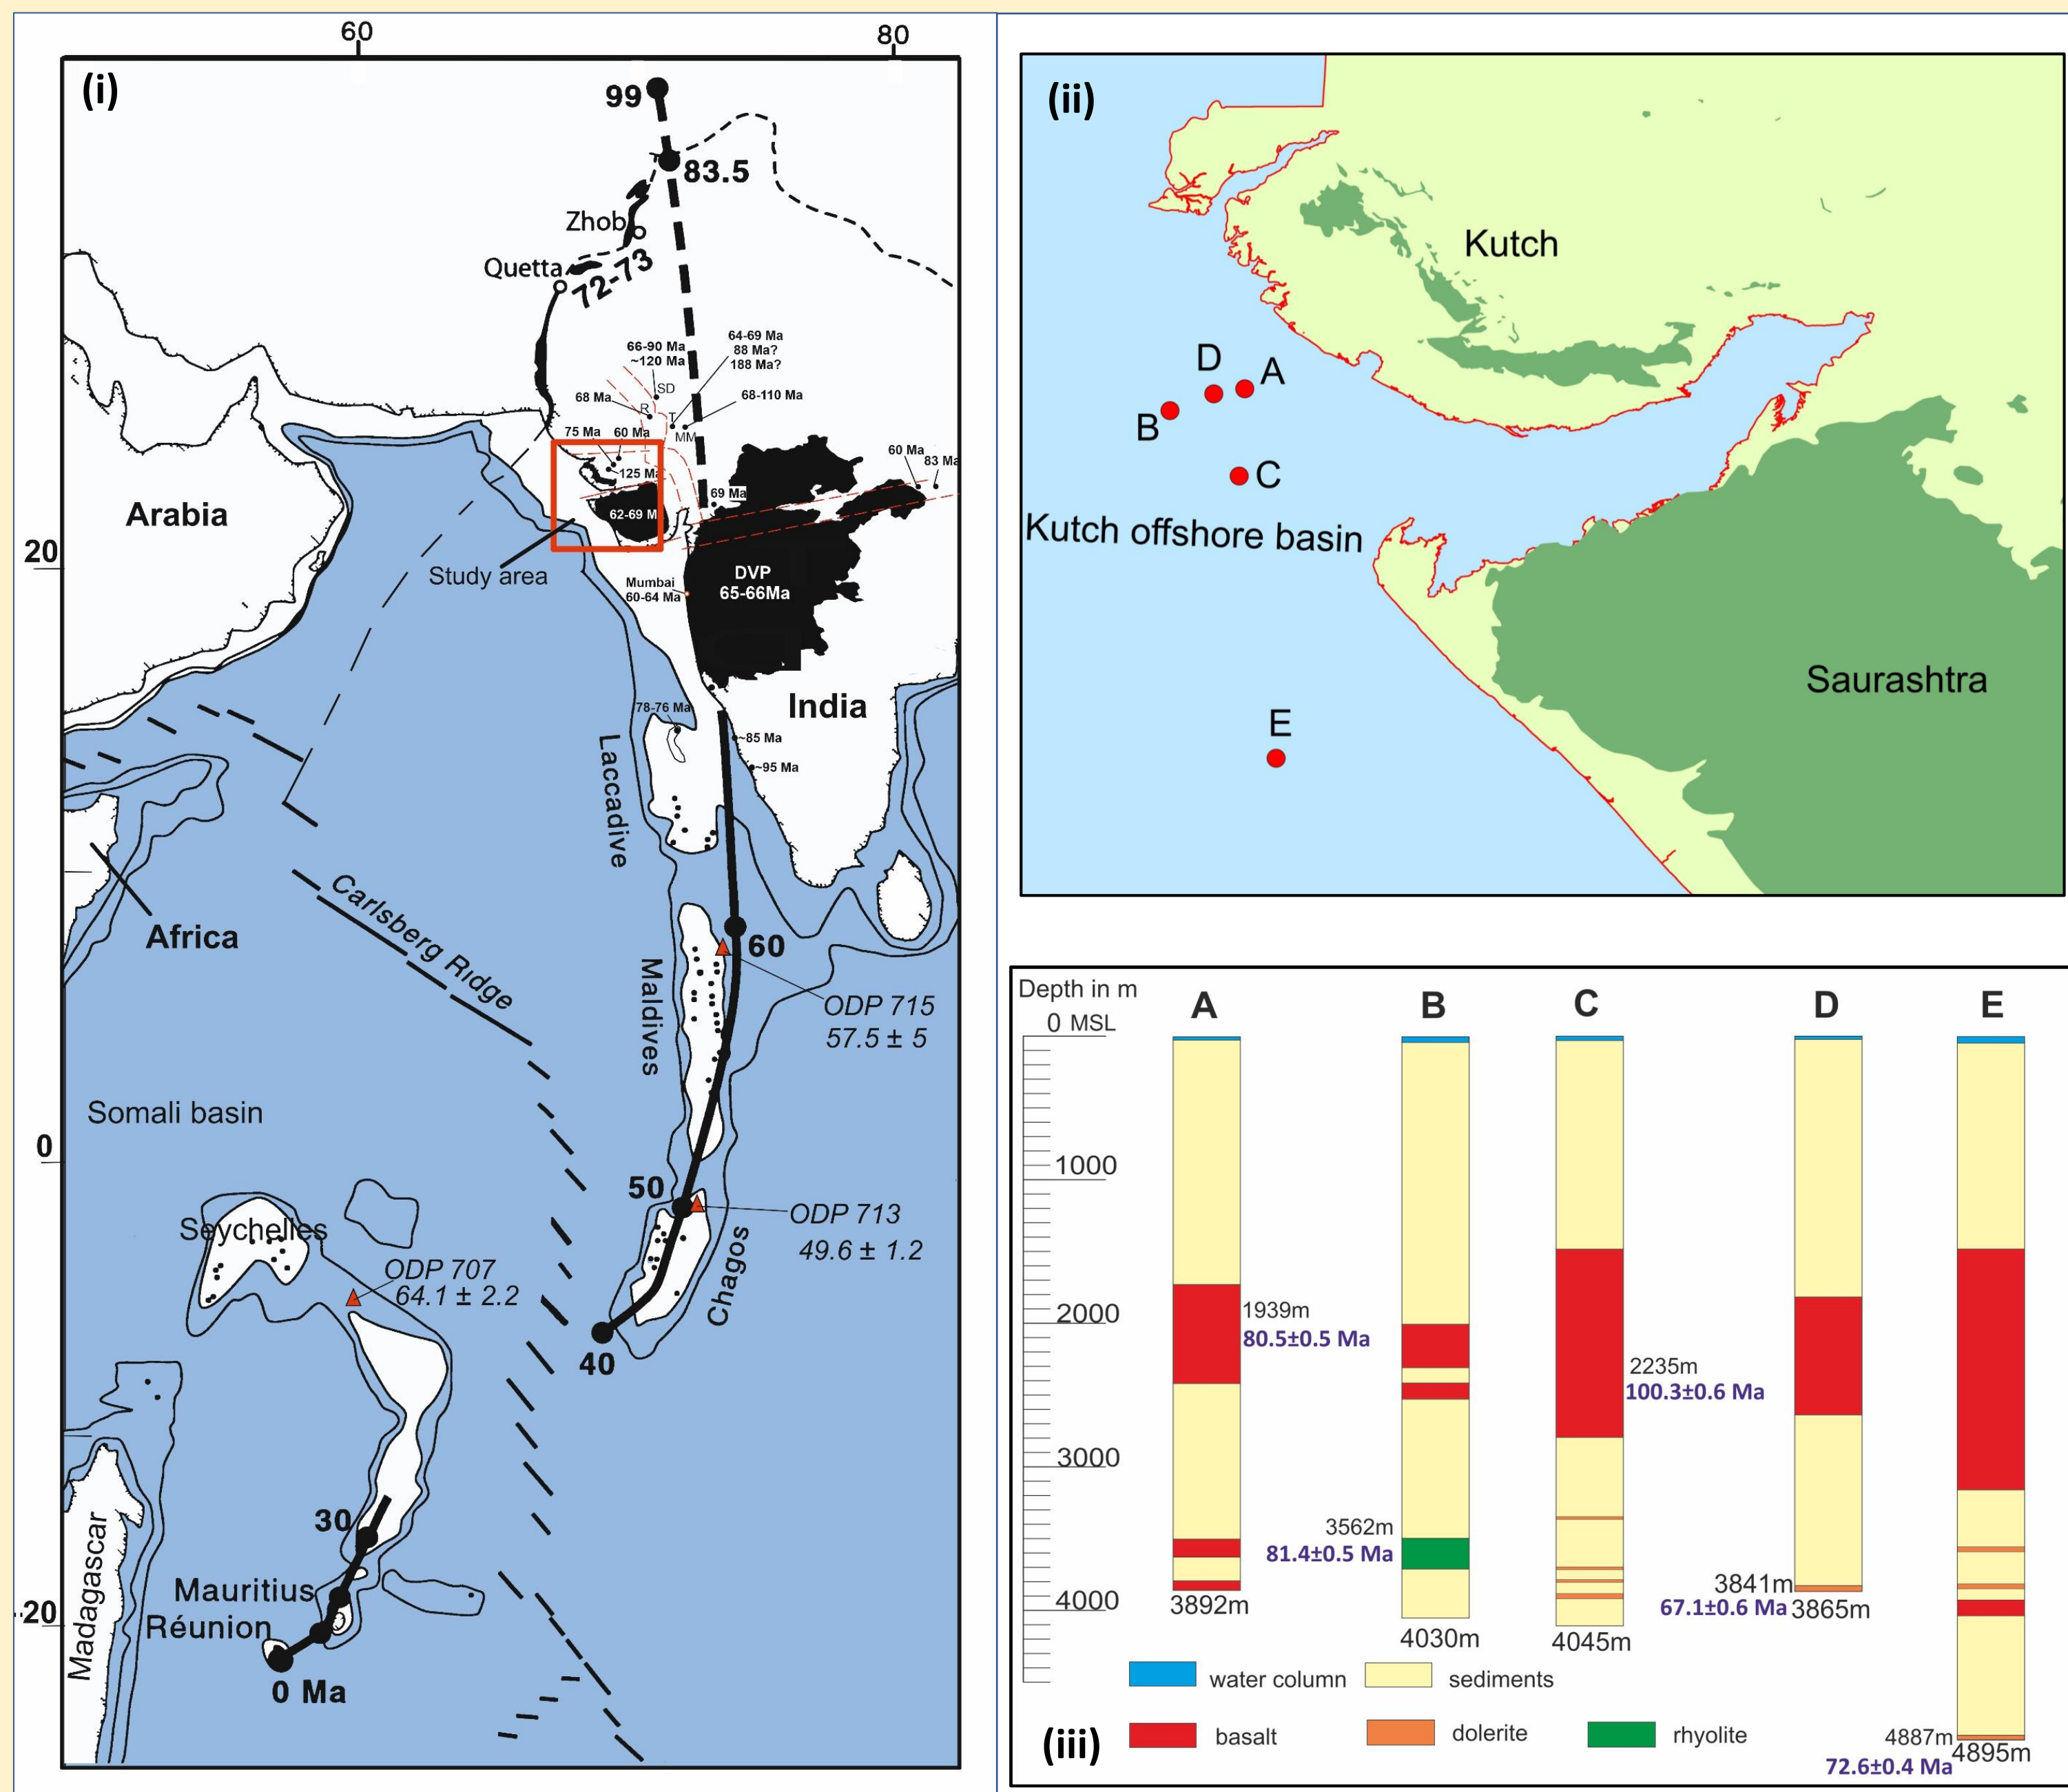 60
80
(i)
99
83.5
Zhob
Quetta
72-73
66-90 Ma
~120 Ma
64-69 Ma
88 Ma?
188 Ma?
SD
68 Ma
R
T
68-110 Ma
MM
75 Ma
60 Ma
125 Ma
62-69 M
69 Ma
60 Ma
83 Ma
Arabia
20
Study area
Mumbai
60-64 Ma
DVP
65-66Ma
India
78-76 Ma
~85 Ma
~95 Ma
Laccadive
Africa
Carlsberg Ridge
60
Maldives
ODP 715
57.5 ± 5
Somali basin
0
50
ODP 713
49.6 ± 1.2
Seychelles
ODP 707
64.1 ± 2.2
Chagos
40
30
Madagascar
Mauritius
20
Réunion
0 Ma
(ii)
Kutch
D
A
B
C
Kutch offshore basin
Saurashtra
E
Depth in m
0 MSL
A
B
C
D
E
1000
2000
3000
4000
1939m
80.5±0.5 Ma
2235m
100.3±0.6 Ma
3562m
81.4±0.5 Ma
3841m
67.1±0.6 Ma
3892m
4030m
4045m
3865m
4887m
72.6±0.4 Ma
4895m
water column
sediments
basalt
dolerite
rhyolite
(iii)